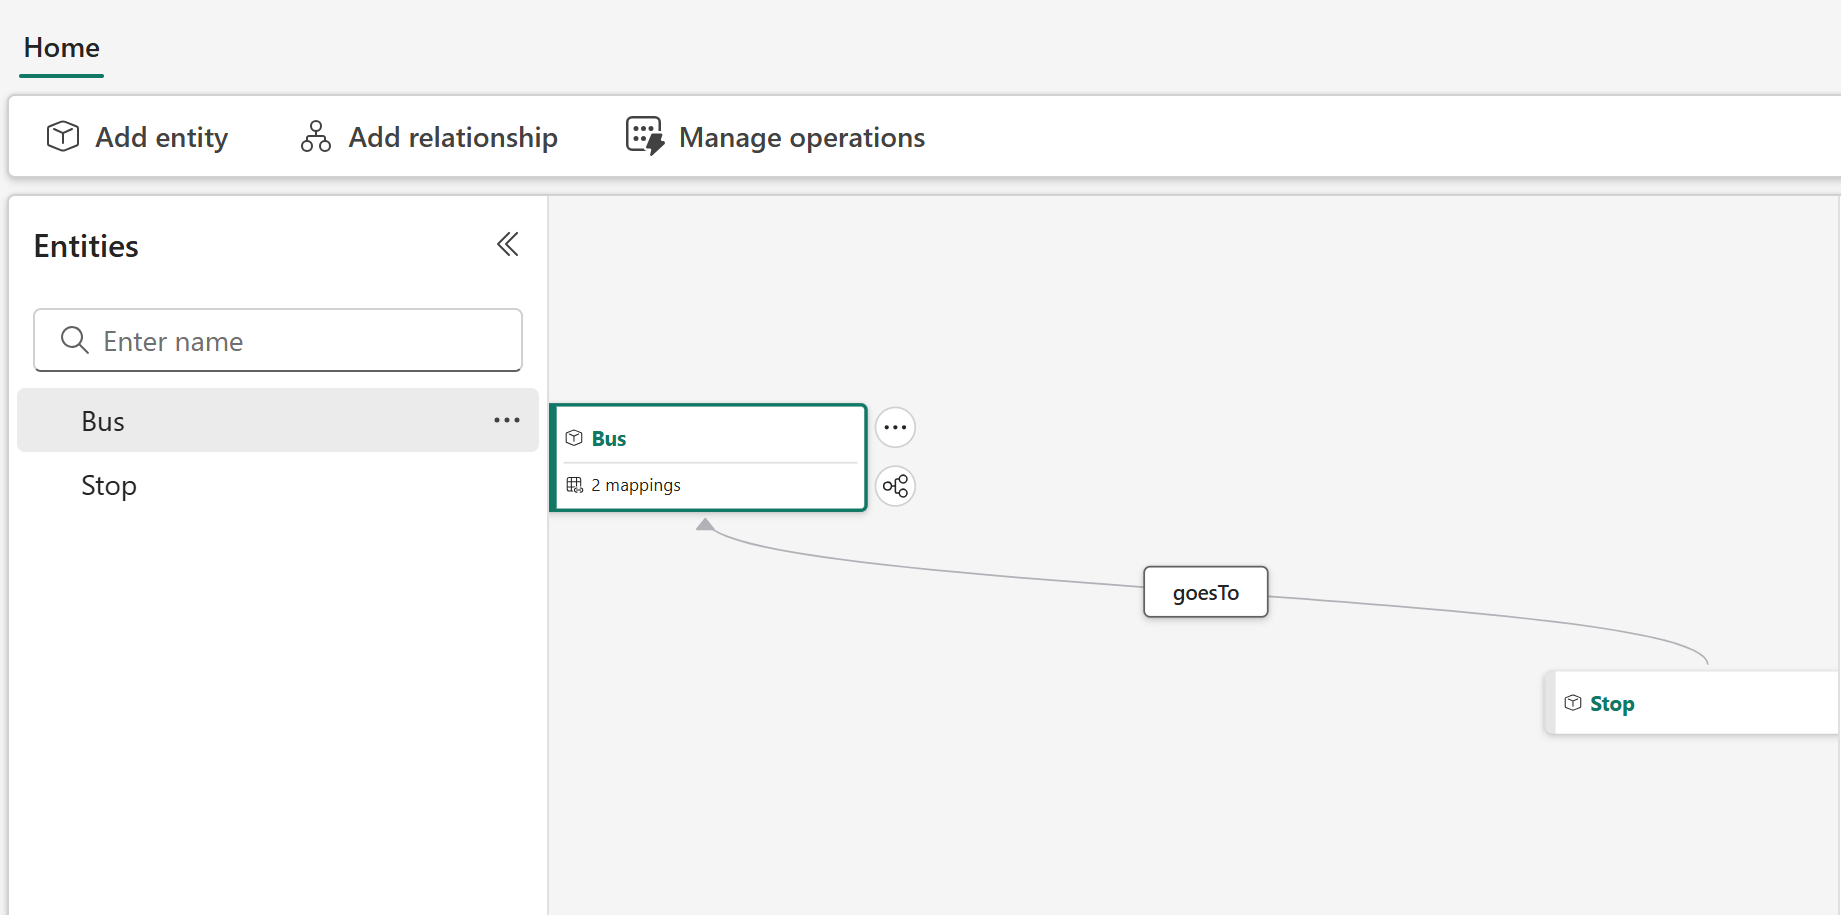 Home
Add entity
Add relationship
Manage operations
Entities
Enter name
Bus
Stop
Bus
2 mappings
goesTo
Stop